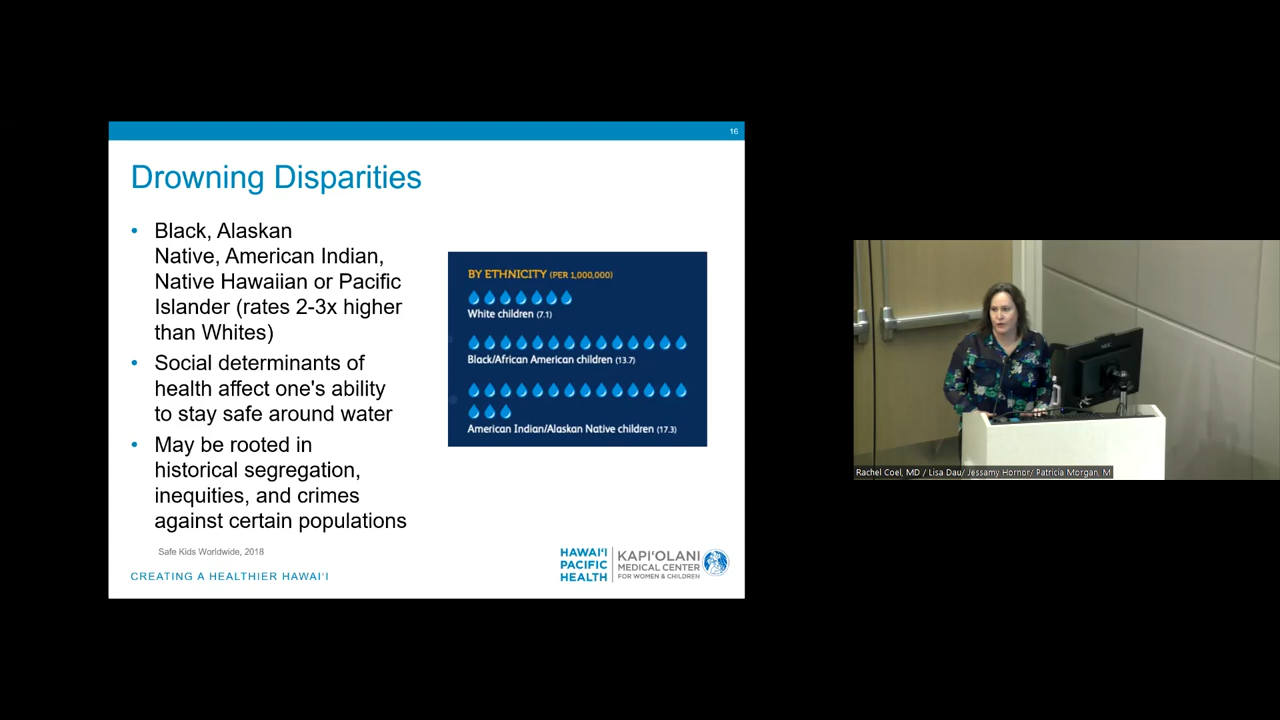 16
Drowning Disparities
• Black, Alaskan
Native, American Indian,
Native Hawaiian or Pacific
Islander (rates 2-3x higher
than Whites)
• Social determinants of
health affect one's ability
to stay safe around water
• May be rooted in
historical segregation,
inequities, and crimes
against certain populations
BY ETHNICITY (PER 1,000,000)
White children (7.1)
Black/African American children (13.7)
American Indian/Alaskan Native children (17.3)
Safe Kids Worldwide, 2018
CREATING A HEALTHIER HAWAI‘I
HAWAI‘I
PACIFIC
HEALTH
KAPI‘OLANI
MEDICAL CENTER
FOR WOMEN & CHILDREN
Rachel Coel, MD / Lisa Dau/ Jessamy Hornor/ Patricia Morgan, M